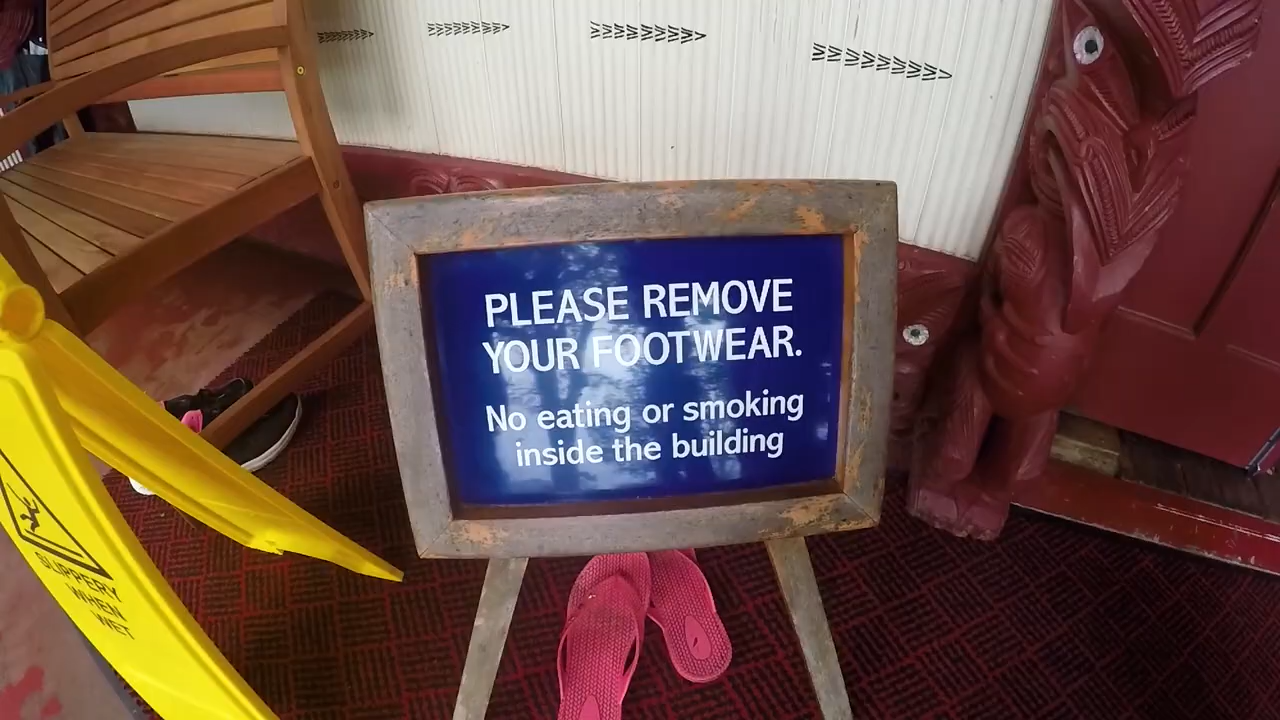 PLEASE REMOVE
YOUR FOOTWEAR.
No eating or smoking
inside the building
SLIPPERY
WHEN
WET